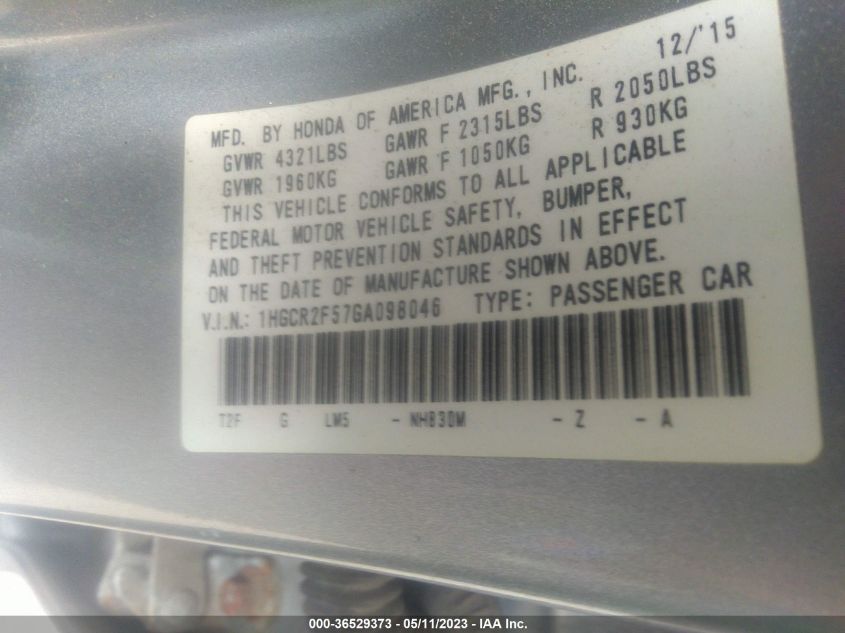 12/'15
MFD. BY HONDA OF AMERICA MFG., INC.
GVWR 4321LBS GAWR F 2315LBS R 2050LBS
GVWR 1960KG GAWR F 1050KG R 930KG
THIS VEHICLE CONFORMS TO ALL APPLICABLE
FEDERAL MOTOR VEHICLE SAFETY, BUMPER,
AND THEFT PREVENTION STANDARDS IN EFFECT
ON THE DATE OF MANUFACTURE SHOWN ABOVE.
V.I.N.: 1HGCR2F57GA098046 TYPE: PASSENGER CAR
T2F G LM5 - NH830M - Z - A
000-36529373 - 05/11/2023 - IAA Inc.